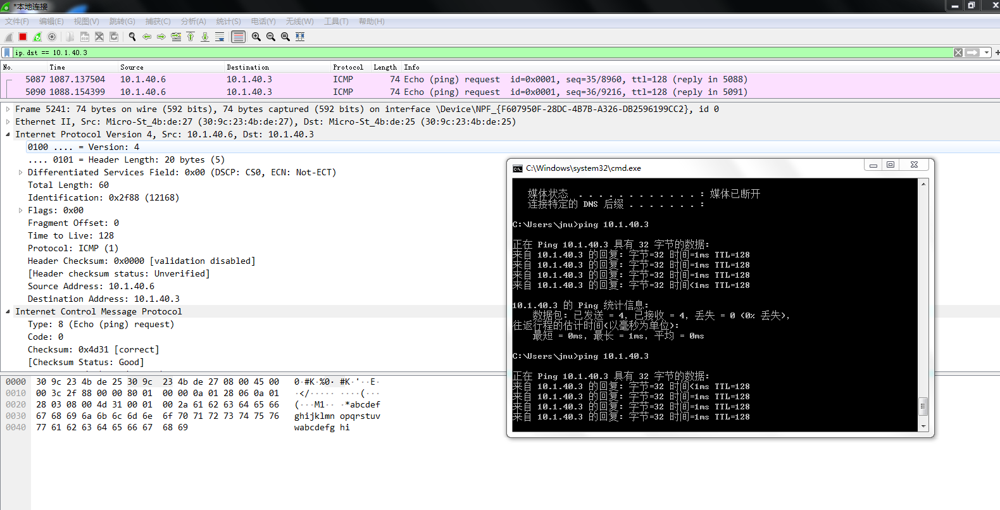 *本地连接
文件(F) 编辑(E) 视图(V) 跳转(G) 捕获(C) 分析(A) 统计(S) 电话(Y) 无线(W) 工具(T) 帮助(H)
ip.dst == 10.1.40.3
No. Time Source Destination Protocol Length Info
5087 1087.137504 10.1.40.6 10.1.40.3 ICMP 74 Echo (ping) request id=0x0001, seq=35/8960, ttl=128 (reply in 5088)
5090 1088.154399 10.1.40.6 10.1.40.3 ICMP 74 Echo (ping) request id=0x0001, seq=36/9216, ttl=128 (reply in 5091)
Frame 5241: 74 bytes on wire (592 bits), 74 bytes captured (592 bits) on interface \Device\NPF_{F607950F-28DC-4B7B-A326-DB2596199CC2}, id 0
Ethernet II, Src: Micro-St_4b:de:27 (30:9c:23:4b:de:27), Dst: Micro-St_4b:de:25 (30:9c:23:4b:de:25)
Internet Protocol Version 4, Src: 10.1.40.6, Dst: 10.1.40.3
0100 .... = Version: 4
.... 0101 = Header Length: 20 bytes (5)
Differentiated Services Field: 0x00 (DSCP: CS0, ECN: Not-ECT)
Total Length: 60
Identification: 0x2f88 (12168)
Flags: 0x00
Fragment Offset: 0
Time to Live: 128
Protocol: ICMP (1)
Header Checksum: 0x0000 [validation disabled]
[Header checksum status: Unverified]
Source Address: 10.1.40.6
Destination Address: 10.1.40.3
Internet Control Message Protocol
Type: 8 (Echo (ping) request)
Code: 0
Checksum: 0x4d31 [correct]
[Checksum Status: Good]
0000 30 9c 23 4b de 25 30 9c 23 4b de 27 08 00 45 00 0·#K·%0· #K·'··E·
0010 00 3c 2f 88 00 00 80 01 00 00 0a 01 28 06 0a 01 ·</····· ····(···
0020 28 03 08 00 4d 31 00 01 00 2a 61 62 63 64 65 66 (···M1·· ·*abcdef
0030 67 68 69 6a 6b 6c 6d 6e 6f 70 71 72 73 74 75 76 ghijklmn opqrstuv
0040 77 61 62 63 64 65 66 67 68 69 wabcdefg hi
C:\Windows\system32\cmd.exe
媒体状态 . . . . . . . . . . . . : 媒体已断开
连接特定的 DNS 后缀 . . . . . . . :
C:\Users\jnu>ping 10.1.40.3
正在 Ping 10.1.40.3 具有 32 字节的数据:
来自 10.1.40.3 的回复: 字节=32 时间=1ms TTL=128
来自 10.1.40.3 的回复: 字节=32 时间=1ms TTL=128
来自 10.1.40.3 的回复: 字节=32 时间=1ms TTL=128
来自 10.1.40.3 的回复: 字节=32 时间<1ms TTL=128
10.1.40.3 的 Ping 统计信息:
数据包: 已发送 = 4, 已接收 = 4, 丢失 = 0 (0% 丢失),
往返行程的估计时间(以毫秒为单位):
最短 = 0ms, 最长 = 1ms, 平均 = 0ms
C:\Users\jnu>ping 10.1.40.3
正在 Ping 10.1.40.3 具有 32 字节的数据:
来自 10.1.40.3 的回复: 字节=32 时间<1ms TTL=128
来自 10.1.40.3 的回复: 字节=32 时间=1ms TTL=128
来自 10.1.40.3 的回复: 字节=32 时间=1ms TTL=128
来自 10.1.40.3 的回复: 字节=32 时间=1ms TTL=128